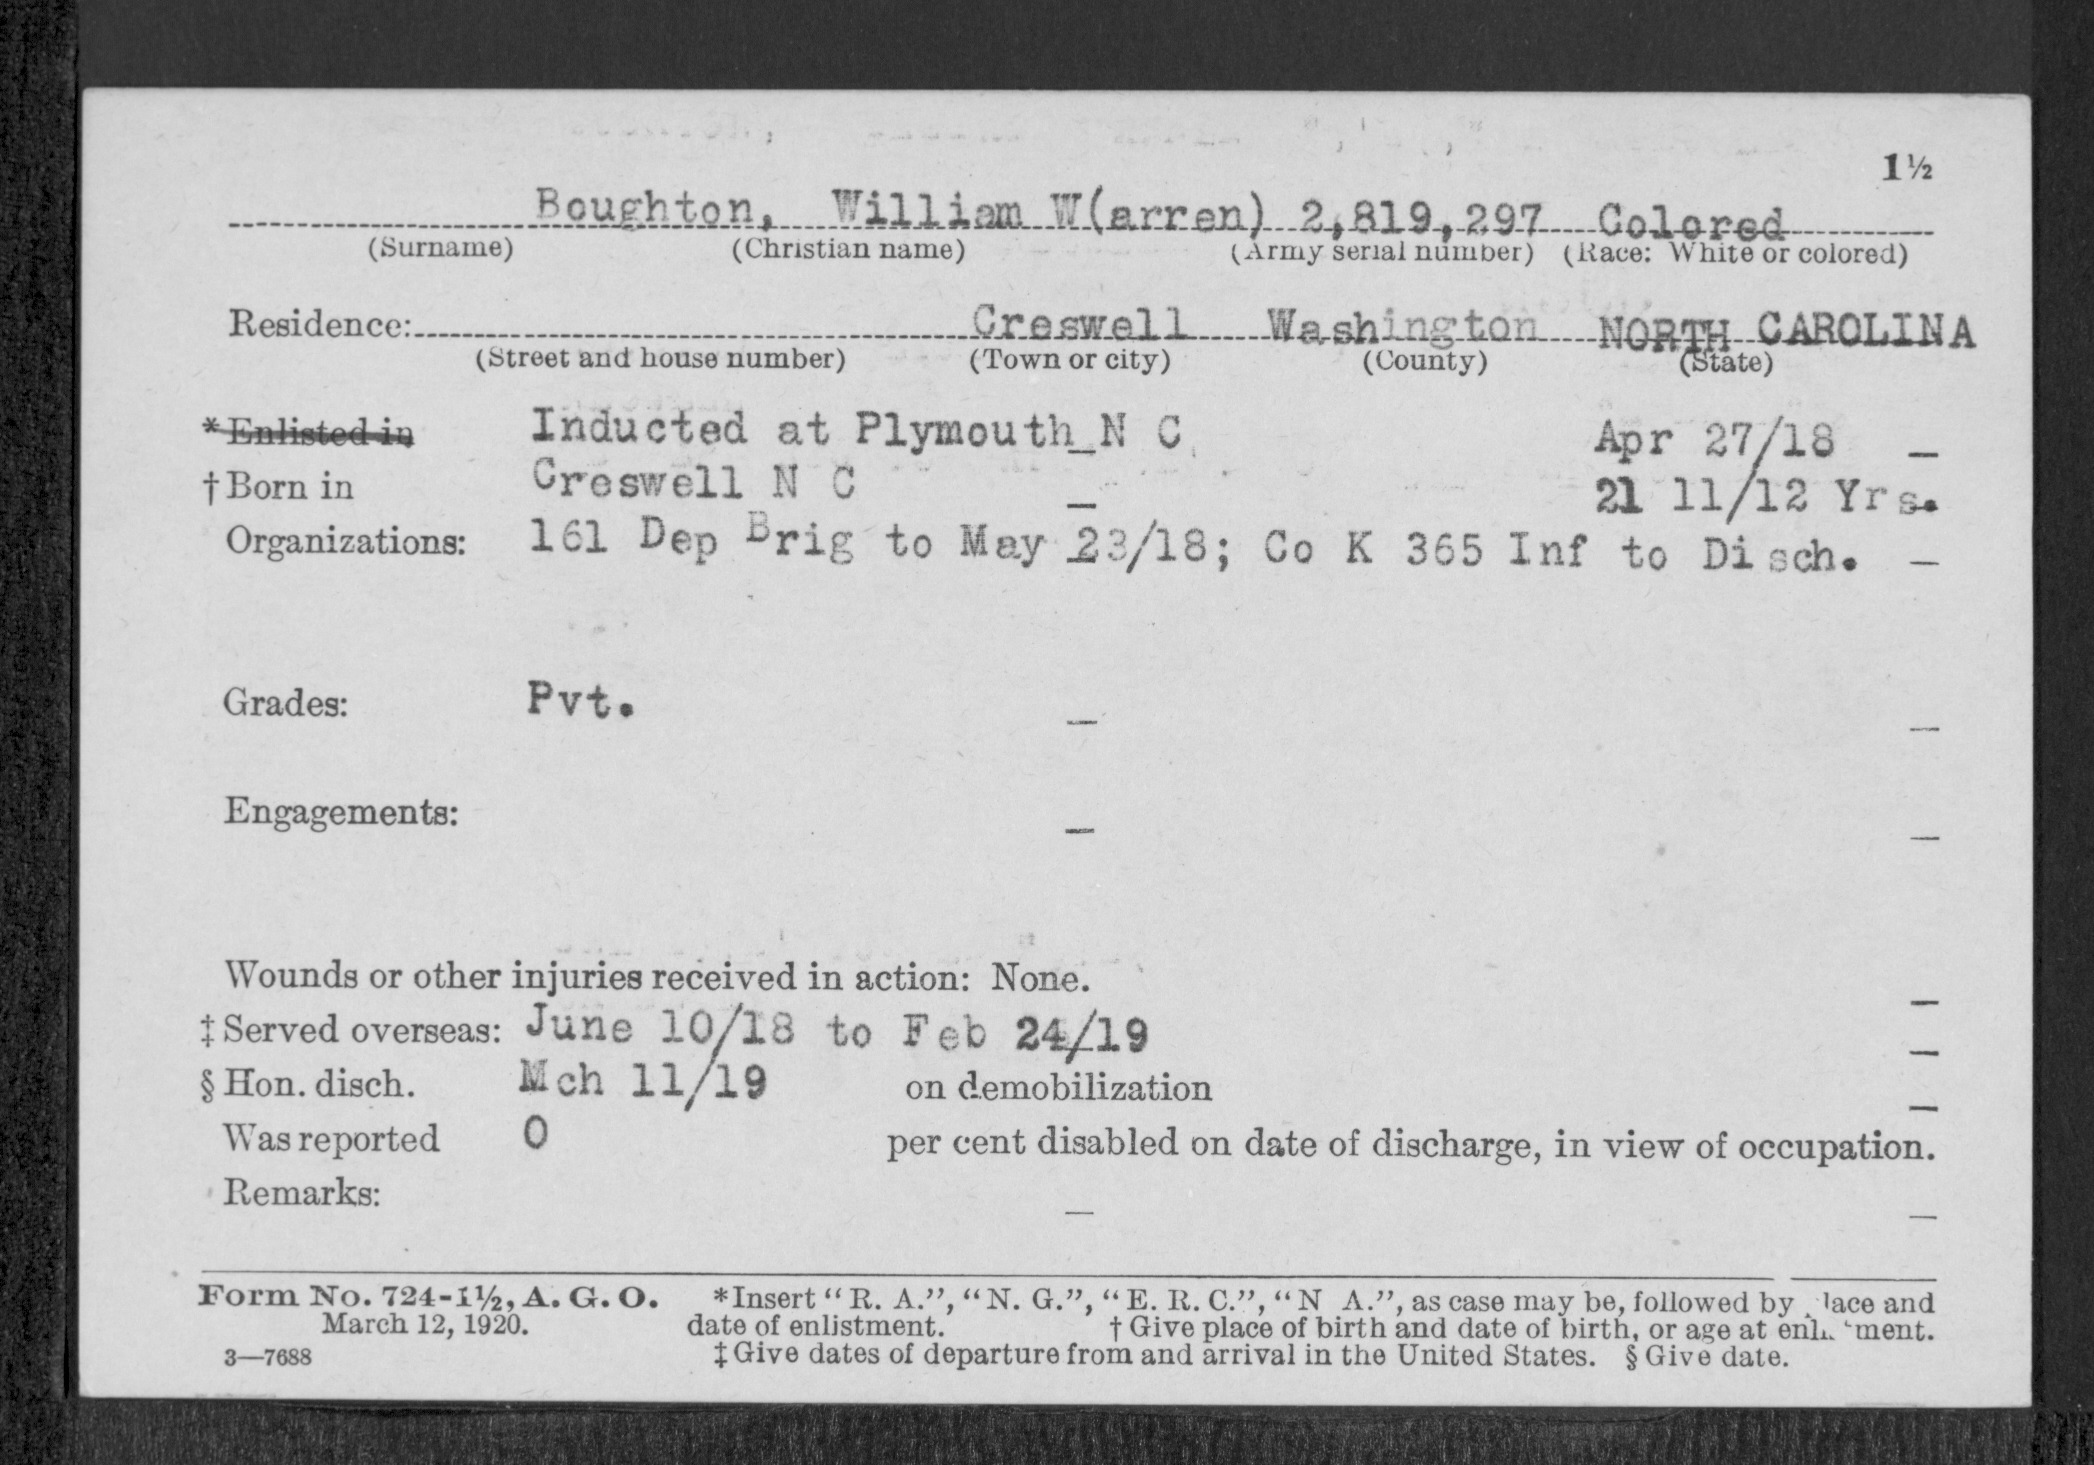 1½
Boughton, William W(arren) 2,819,297 Colored
(Surname) (Christian name) (Army serial number) (Race: White or colored)
Residence: Creswell Washington NORTH CAROLINA
(Street and house number) (Town or city) (County) (State)
*Enlisted in Inducted at Plymouth N C Apr 27/18 –
†Born in Creswell N C – 21 11/12 Yrs.
Organizations: 161 Dep Brig to May 23/18; Co K 365 Inf to Disch. –
Grades: Pvt. – –
Engagements: – –
Wounds or other injuries received in action: None. –
‡Served overseas: June 10/18 to Feb 24/19 –
§Hon. disch. Mch 11/19 on demobilization –
Was reported 0 per cent disabled on date of discharge, in view of occupation.
Remarks: – –
Form No. 724-1½, A. G. O. *Insert "R. A.", "N. G.", "E. R. C.", "N A.", as case may be, followed by lace and
March 12, 1920. date of enlistment. †Give place of birth and date of birth, or age at
3—7688 ‡Give dates of departure from and arrival in the United States. §Give date.